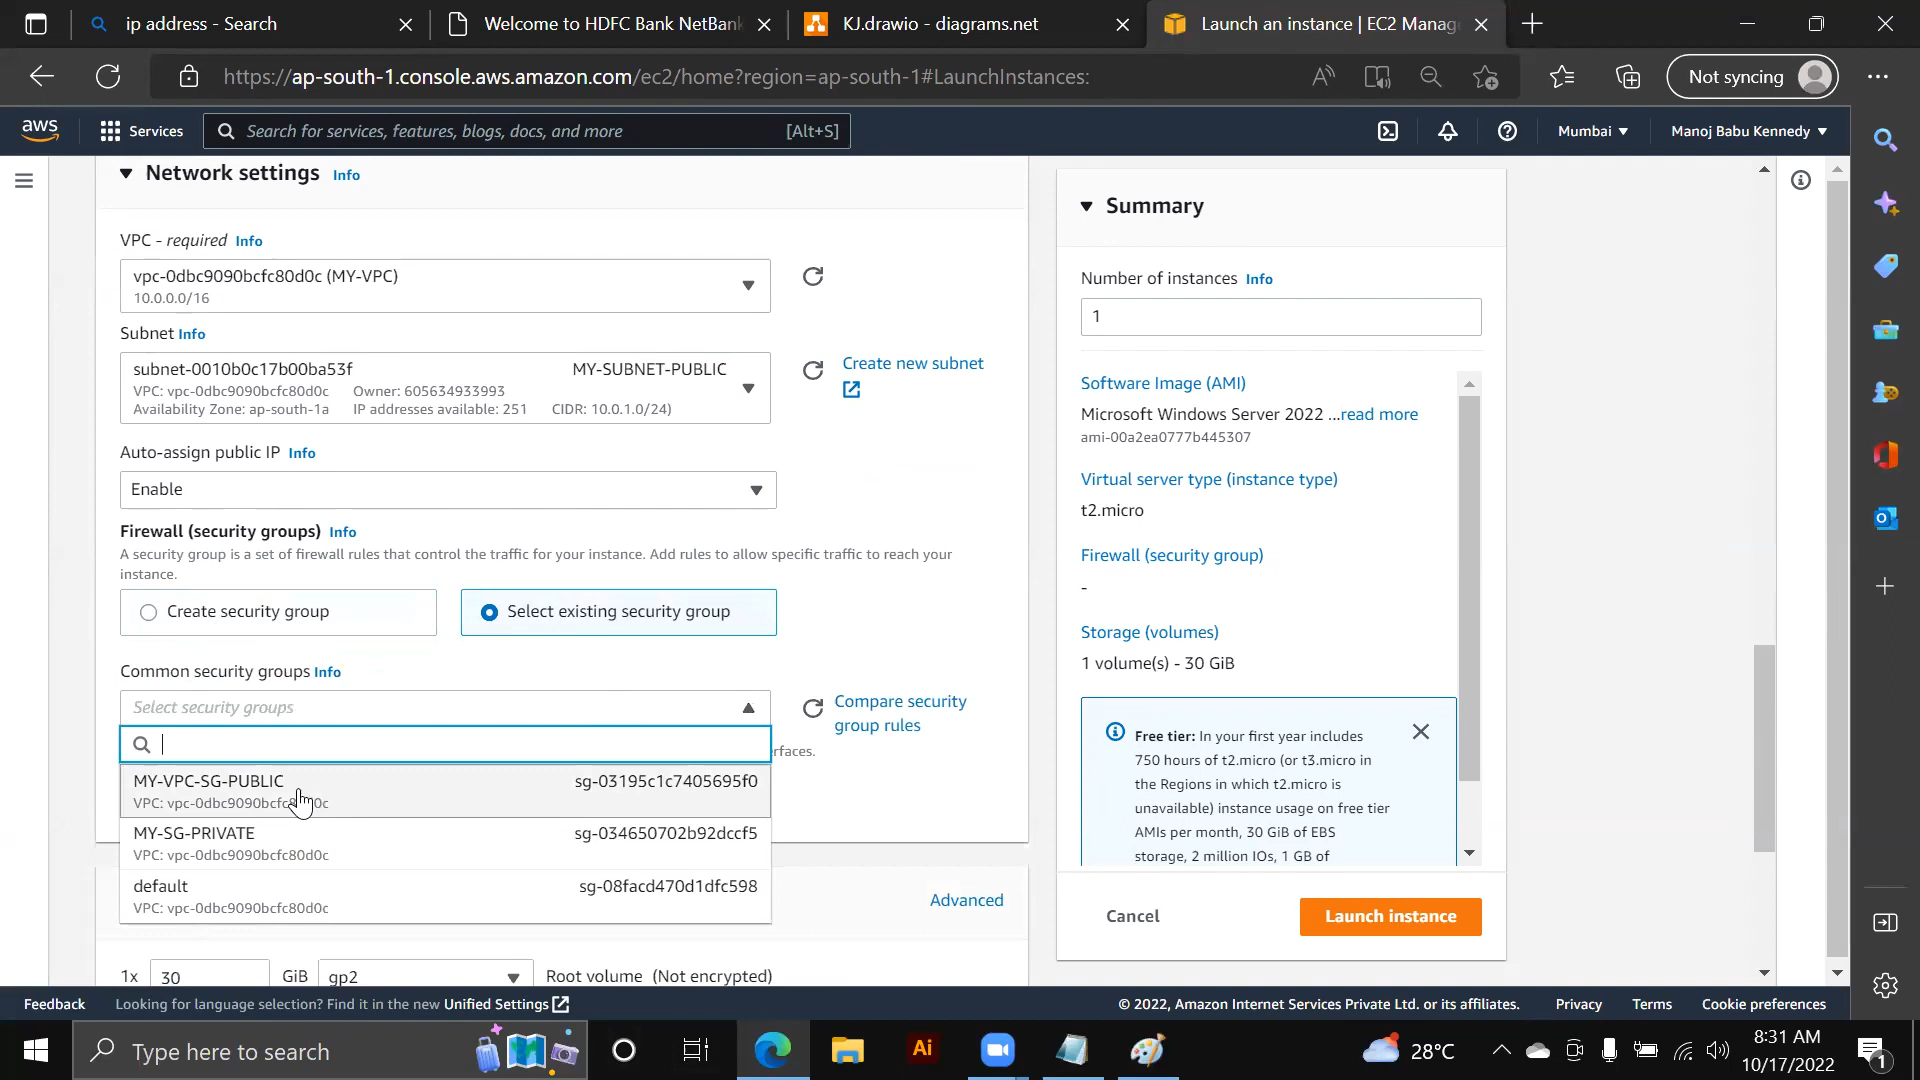 ip address - Search
Welcome to HDFC Bank NetBank
KJ.drawio - diagrams.net
Launch an instance | EC2 Manag
https://ap-south-1.console.aws.amazon.com/ec2/home?region=ap-south-1#LaunchInstances:
Not syncing
aws
Services
Search for services, features, blogs, docs, and more
[Alt+S]
Mumbai
Manoj Babu Kennedy
Network settings Info
VPC - required Info
vpc-0dbc9090bcfc80d0c (MY-VPC)
10.0.0.0/16
Subnet Info
subnet-0010b0c17b00ba53f MY-SUBNET-PUBLIC
VPC: vpc-0dbc9090bcfc80d0c Owner: 605634933993
Availability Zone: ap-south-1a IP addresses available: 251 CIDR: 10.0.1.0/24)
Create new subnet
Auto-assign public IP Info
Enable
Firewall (security groups) Info
A security group is a set of firewall rules that control the traffic for your instance. Add rules to allow specific traffic to reach your
instance.
Create security group
Select existing security group
Common security groups Info
Select security groups
Compare security
group rules
rfaces.
MY-VPC-SG-PUBLIC sg-03195c1c7405695f0
VPC: vpc-0dbc9090bcfc 0c
MY-SG-PRIVATE sg-034650702b92dccf5
VPC: vpc-0dbc9090bcfc80d0c
default sg-08facd470d1dfc598
VPC: vpc-0dbc9090bcfc80d0c
Advanced
1x 30 GiB gp2 Root volume (Not encrypted)
Summary
Number of instances Info
1
Software Image (AMI)
Microsoft Windows Server 2022 ...read more
ami-00a2ea0777b445307
Virtual server type (instance type)
t2.micro
Firewall (security group)
-
Storage (volumes)
1 volume(s) - 30 GiB
Free tier: In your first year includes
750 hours of t2.micro (or t3.micro in
the Regions in which t2.micro is
unavailable) instance usage on free tier
AMIs per month, 30 GiB of EBS
storage, 2 million IOs, 1 GB of
Cancel
Launch instance
Feedback
Looking for language selection? Find it in the new Unified Settings
© 2022, Amazon Internet Services Private Ltd. or its affiliates.
Privacy
Terms
Cookie preferences
Type here to search
Ai
28°C
8:31 AM
10/17/2022
1